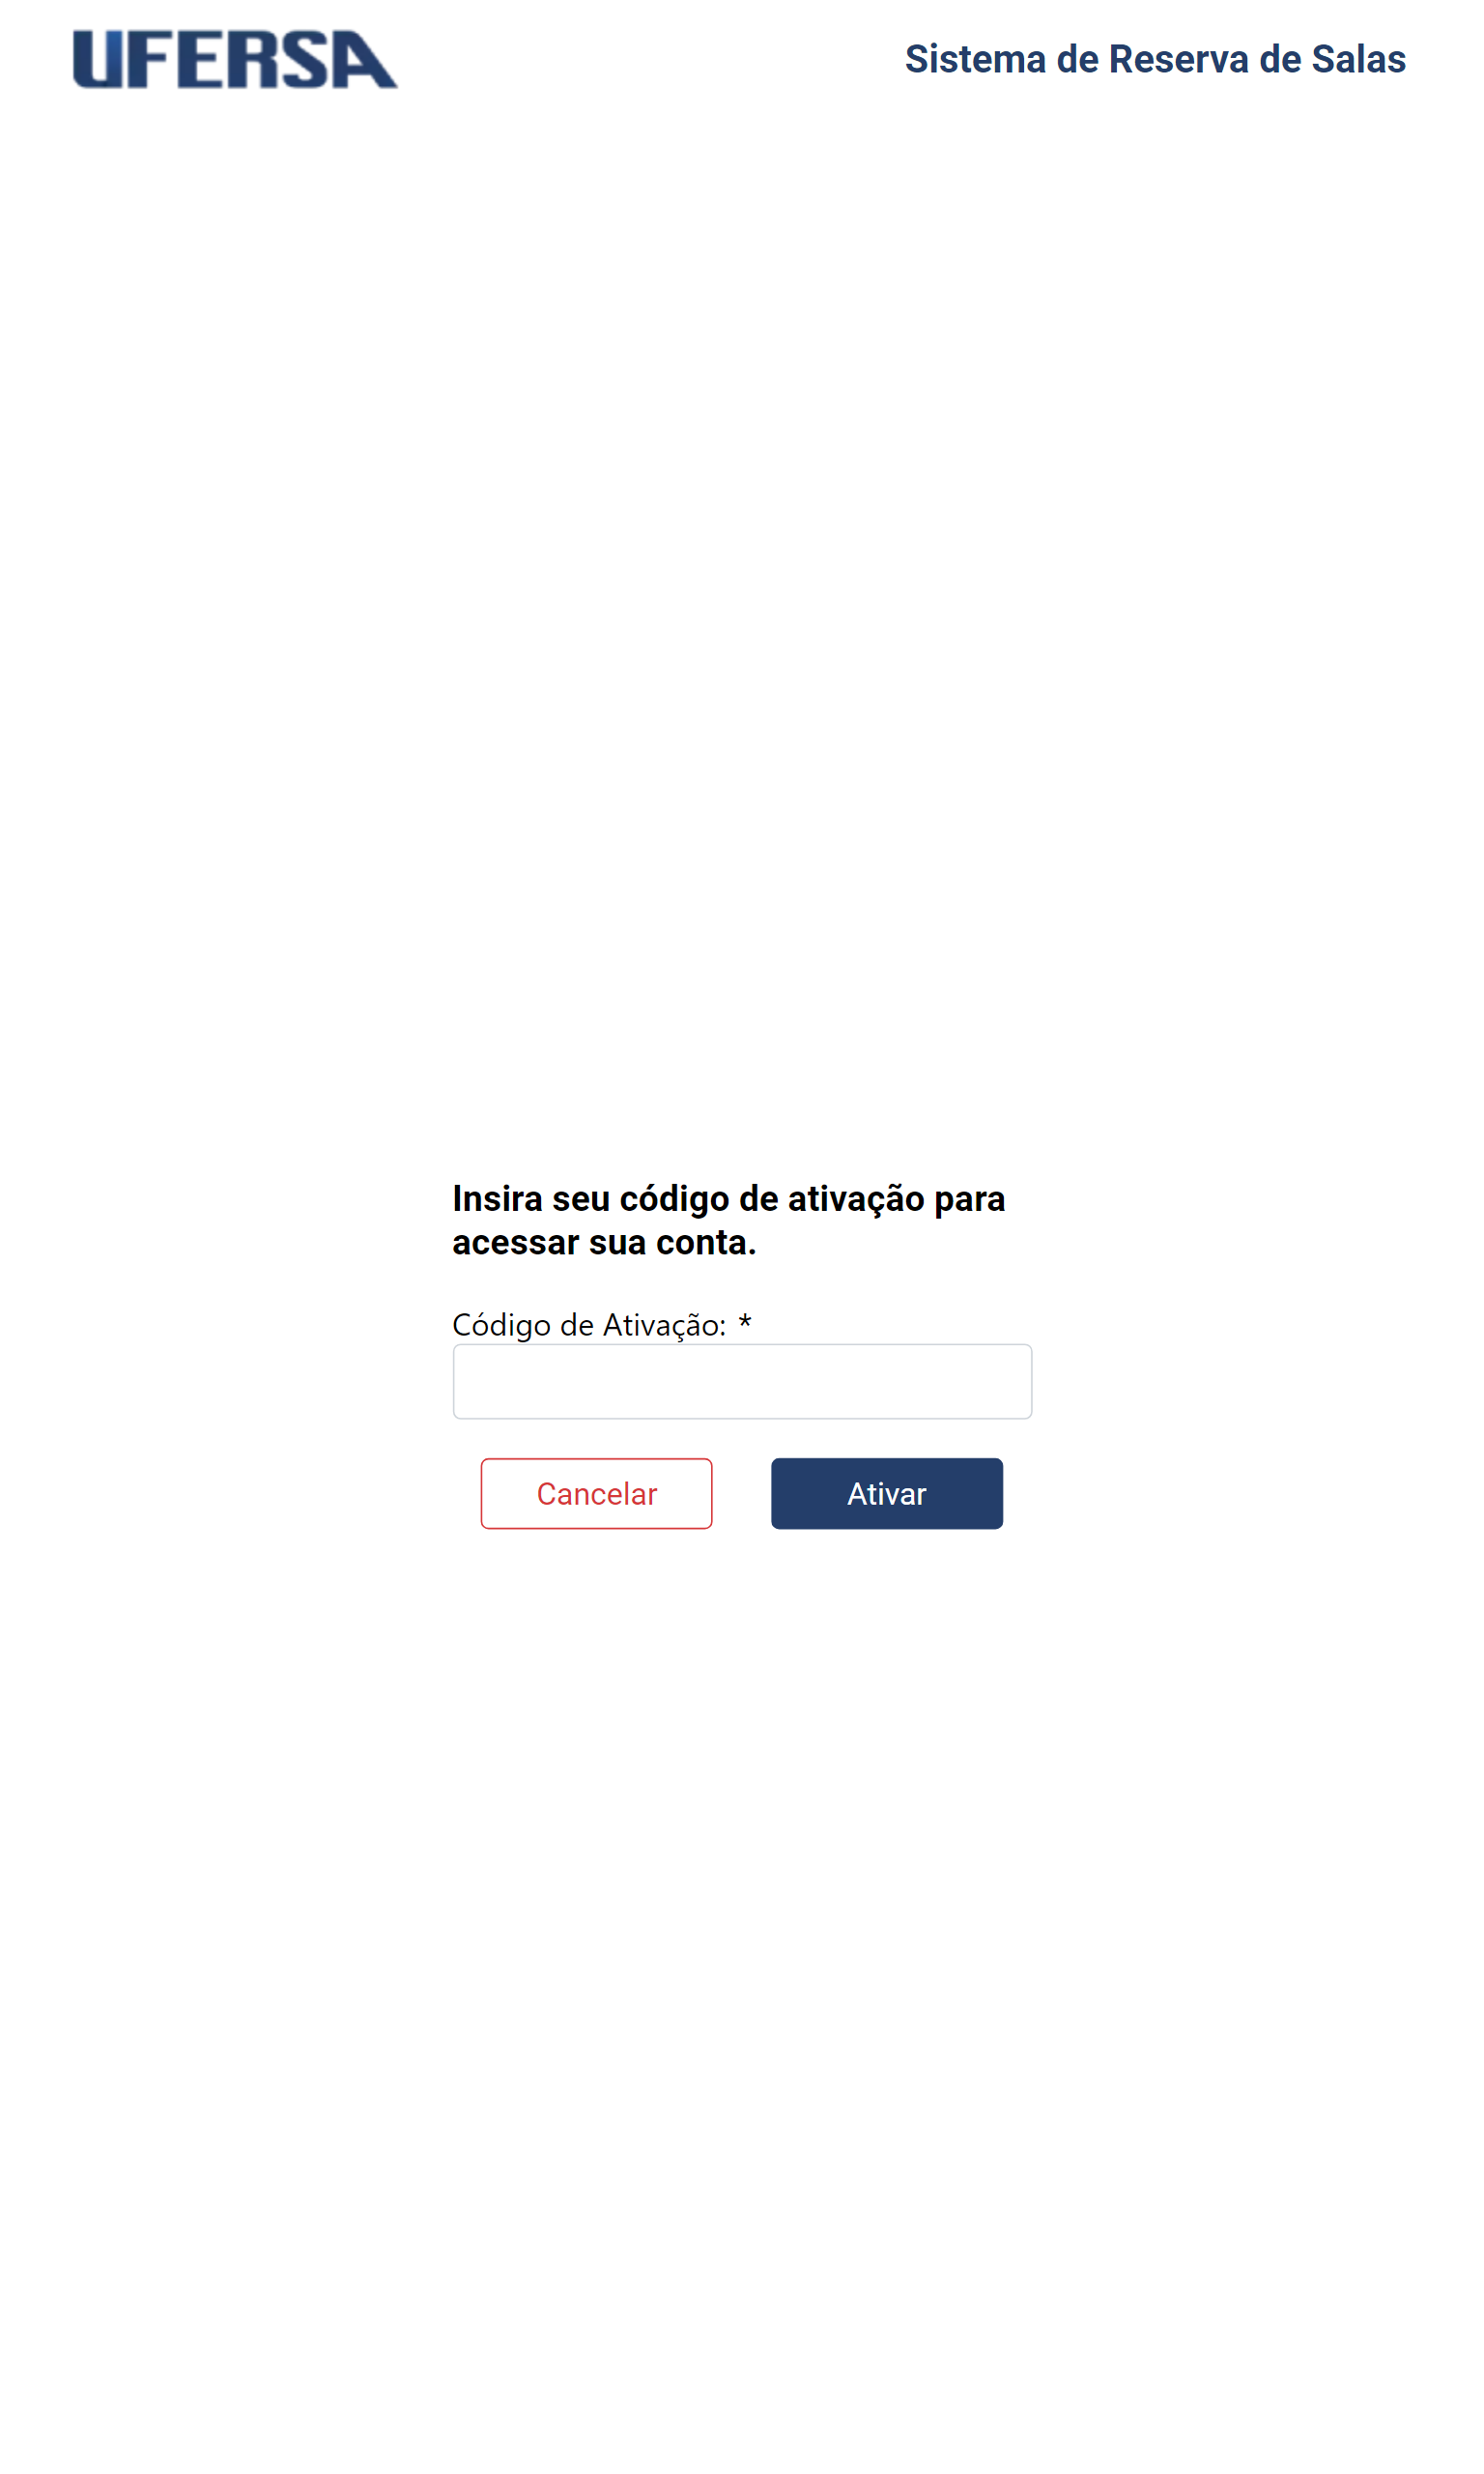 UFERSA
Sistema de Reserva de Salas
Insira seu código de ativação para
acessar sua conta.
Código de Ativação: *
Cancelar
Ativar